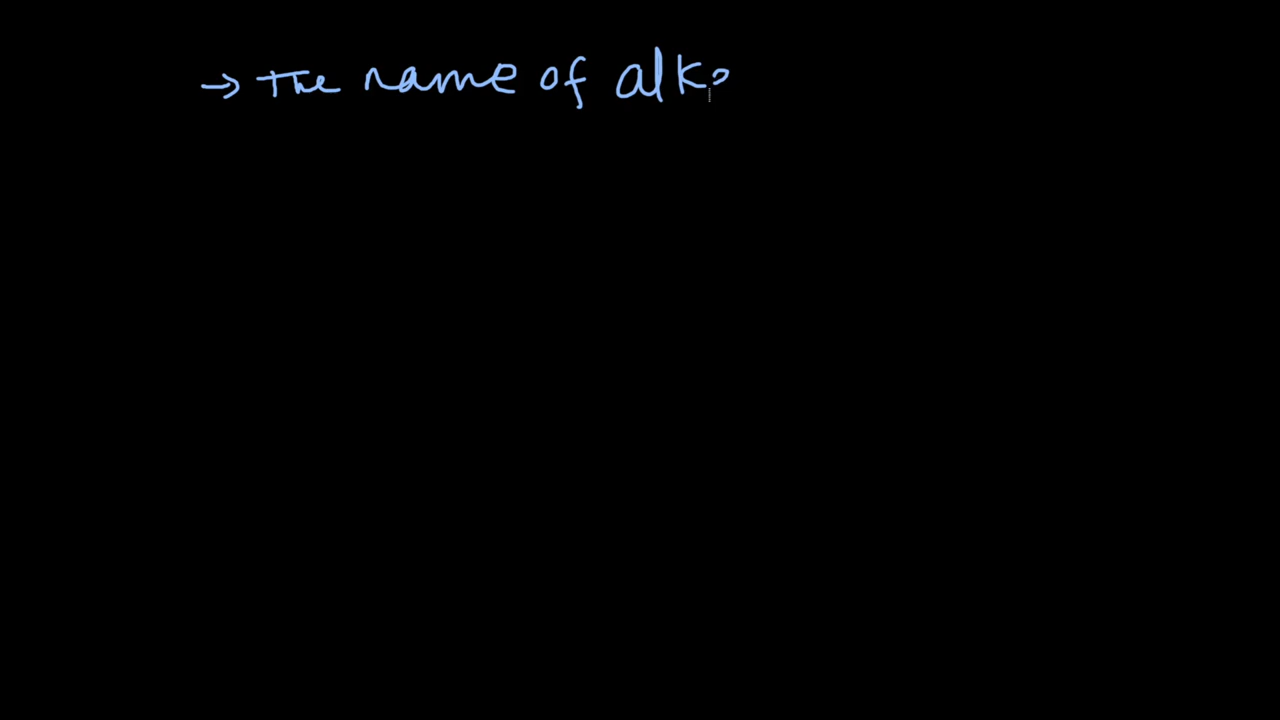 → The name of alk